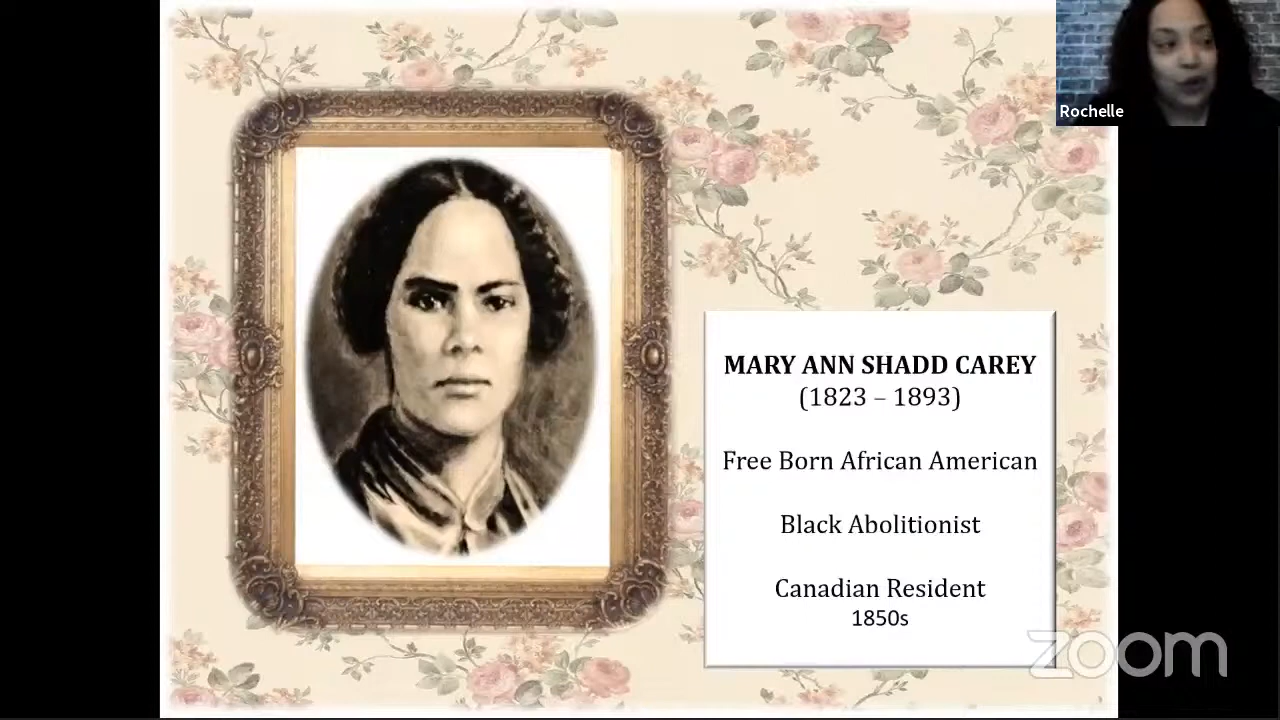 Rochelle
MARY ANN SHADD CAREY
(1823 – 1893)
Free Born African American
Black Abolitionist
Canadian Resident
1850s
zoom